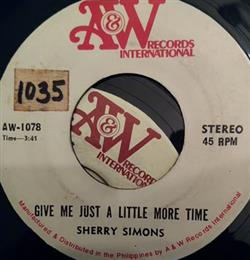 A&W
RECORDS
INTERNATIONAL
1035
AW-1078
Time—3:41
STEREO
45 RPM
A&W
RECORDS
INTERNATIONAL
GIVE ME JUST A LITTLE MORE TIME
SHERRY SIMONS
Manufactured & Distributed in the Philippines by A & W Records International